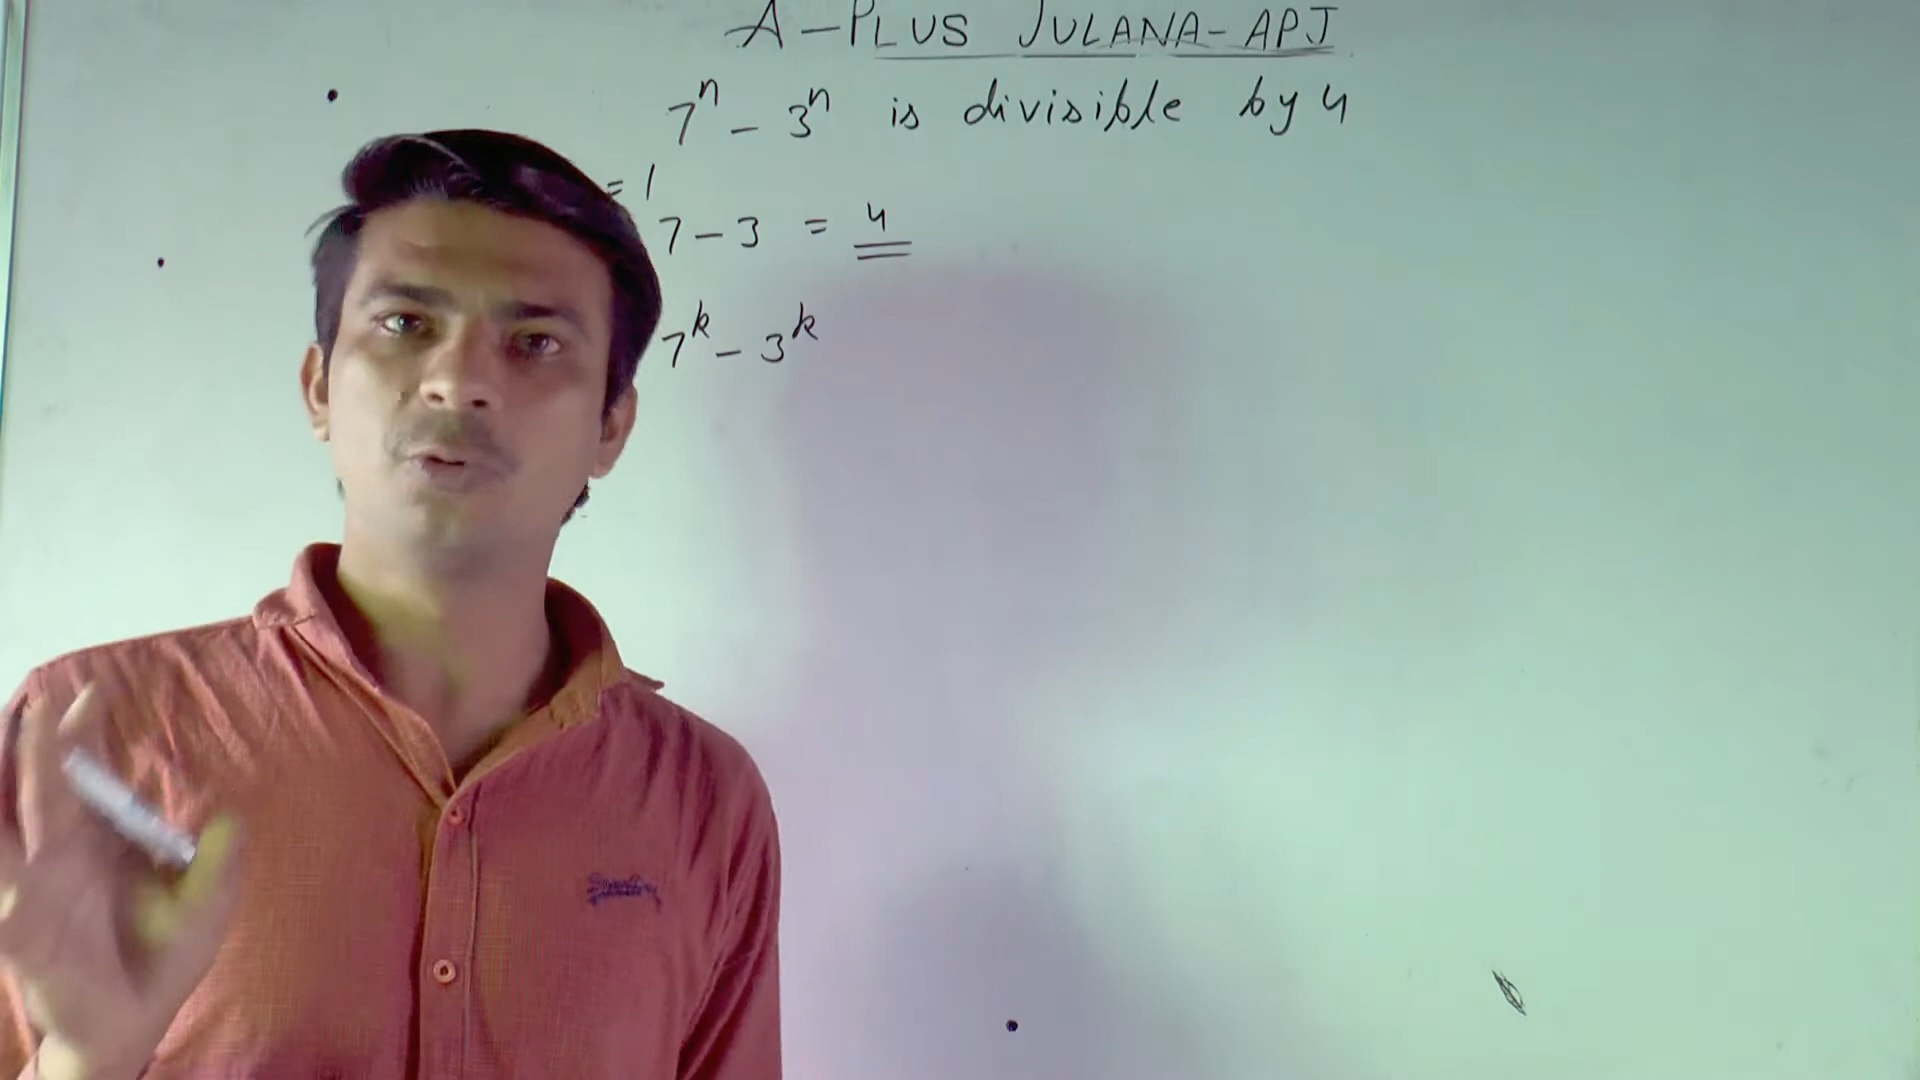 A-PLUS JULANA-APJ
7ⁿ - 3ⁿ is divisible by 4
= 1
7 - 3 = 4
7ᵏ - 3ᵏ